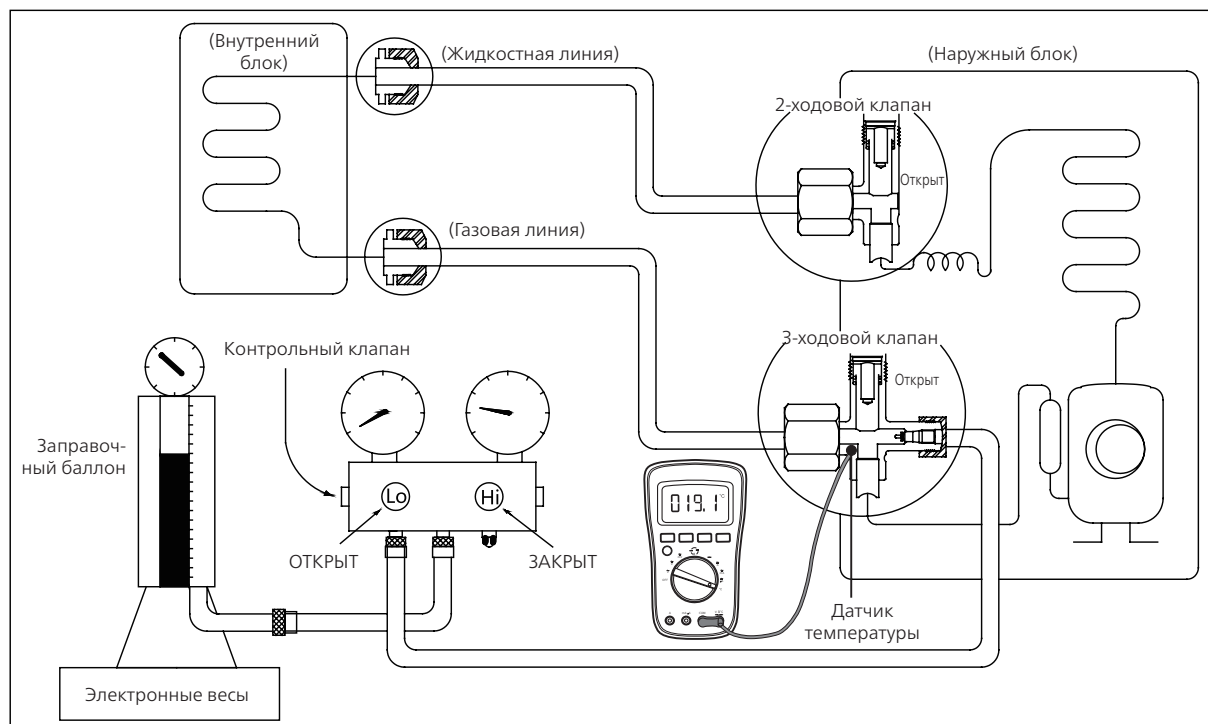 (Внутренний
блок)
(Жидкостная линия)
(Наружный блок)
2-ходовой клапан
Открыт
(Газовая линия)
3-ходовой клапан
Открыт
Контрольный клапан
Заправоч-
ный баллон
Lo
Hi
019.1 °C
ОТКРЫТ
ЗАКРЫТ
Датчик
температуры
Электронные весы